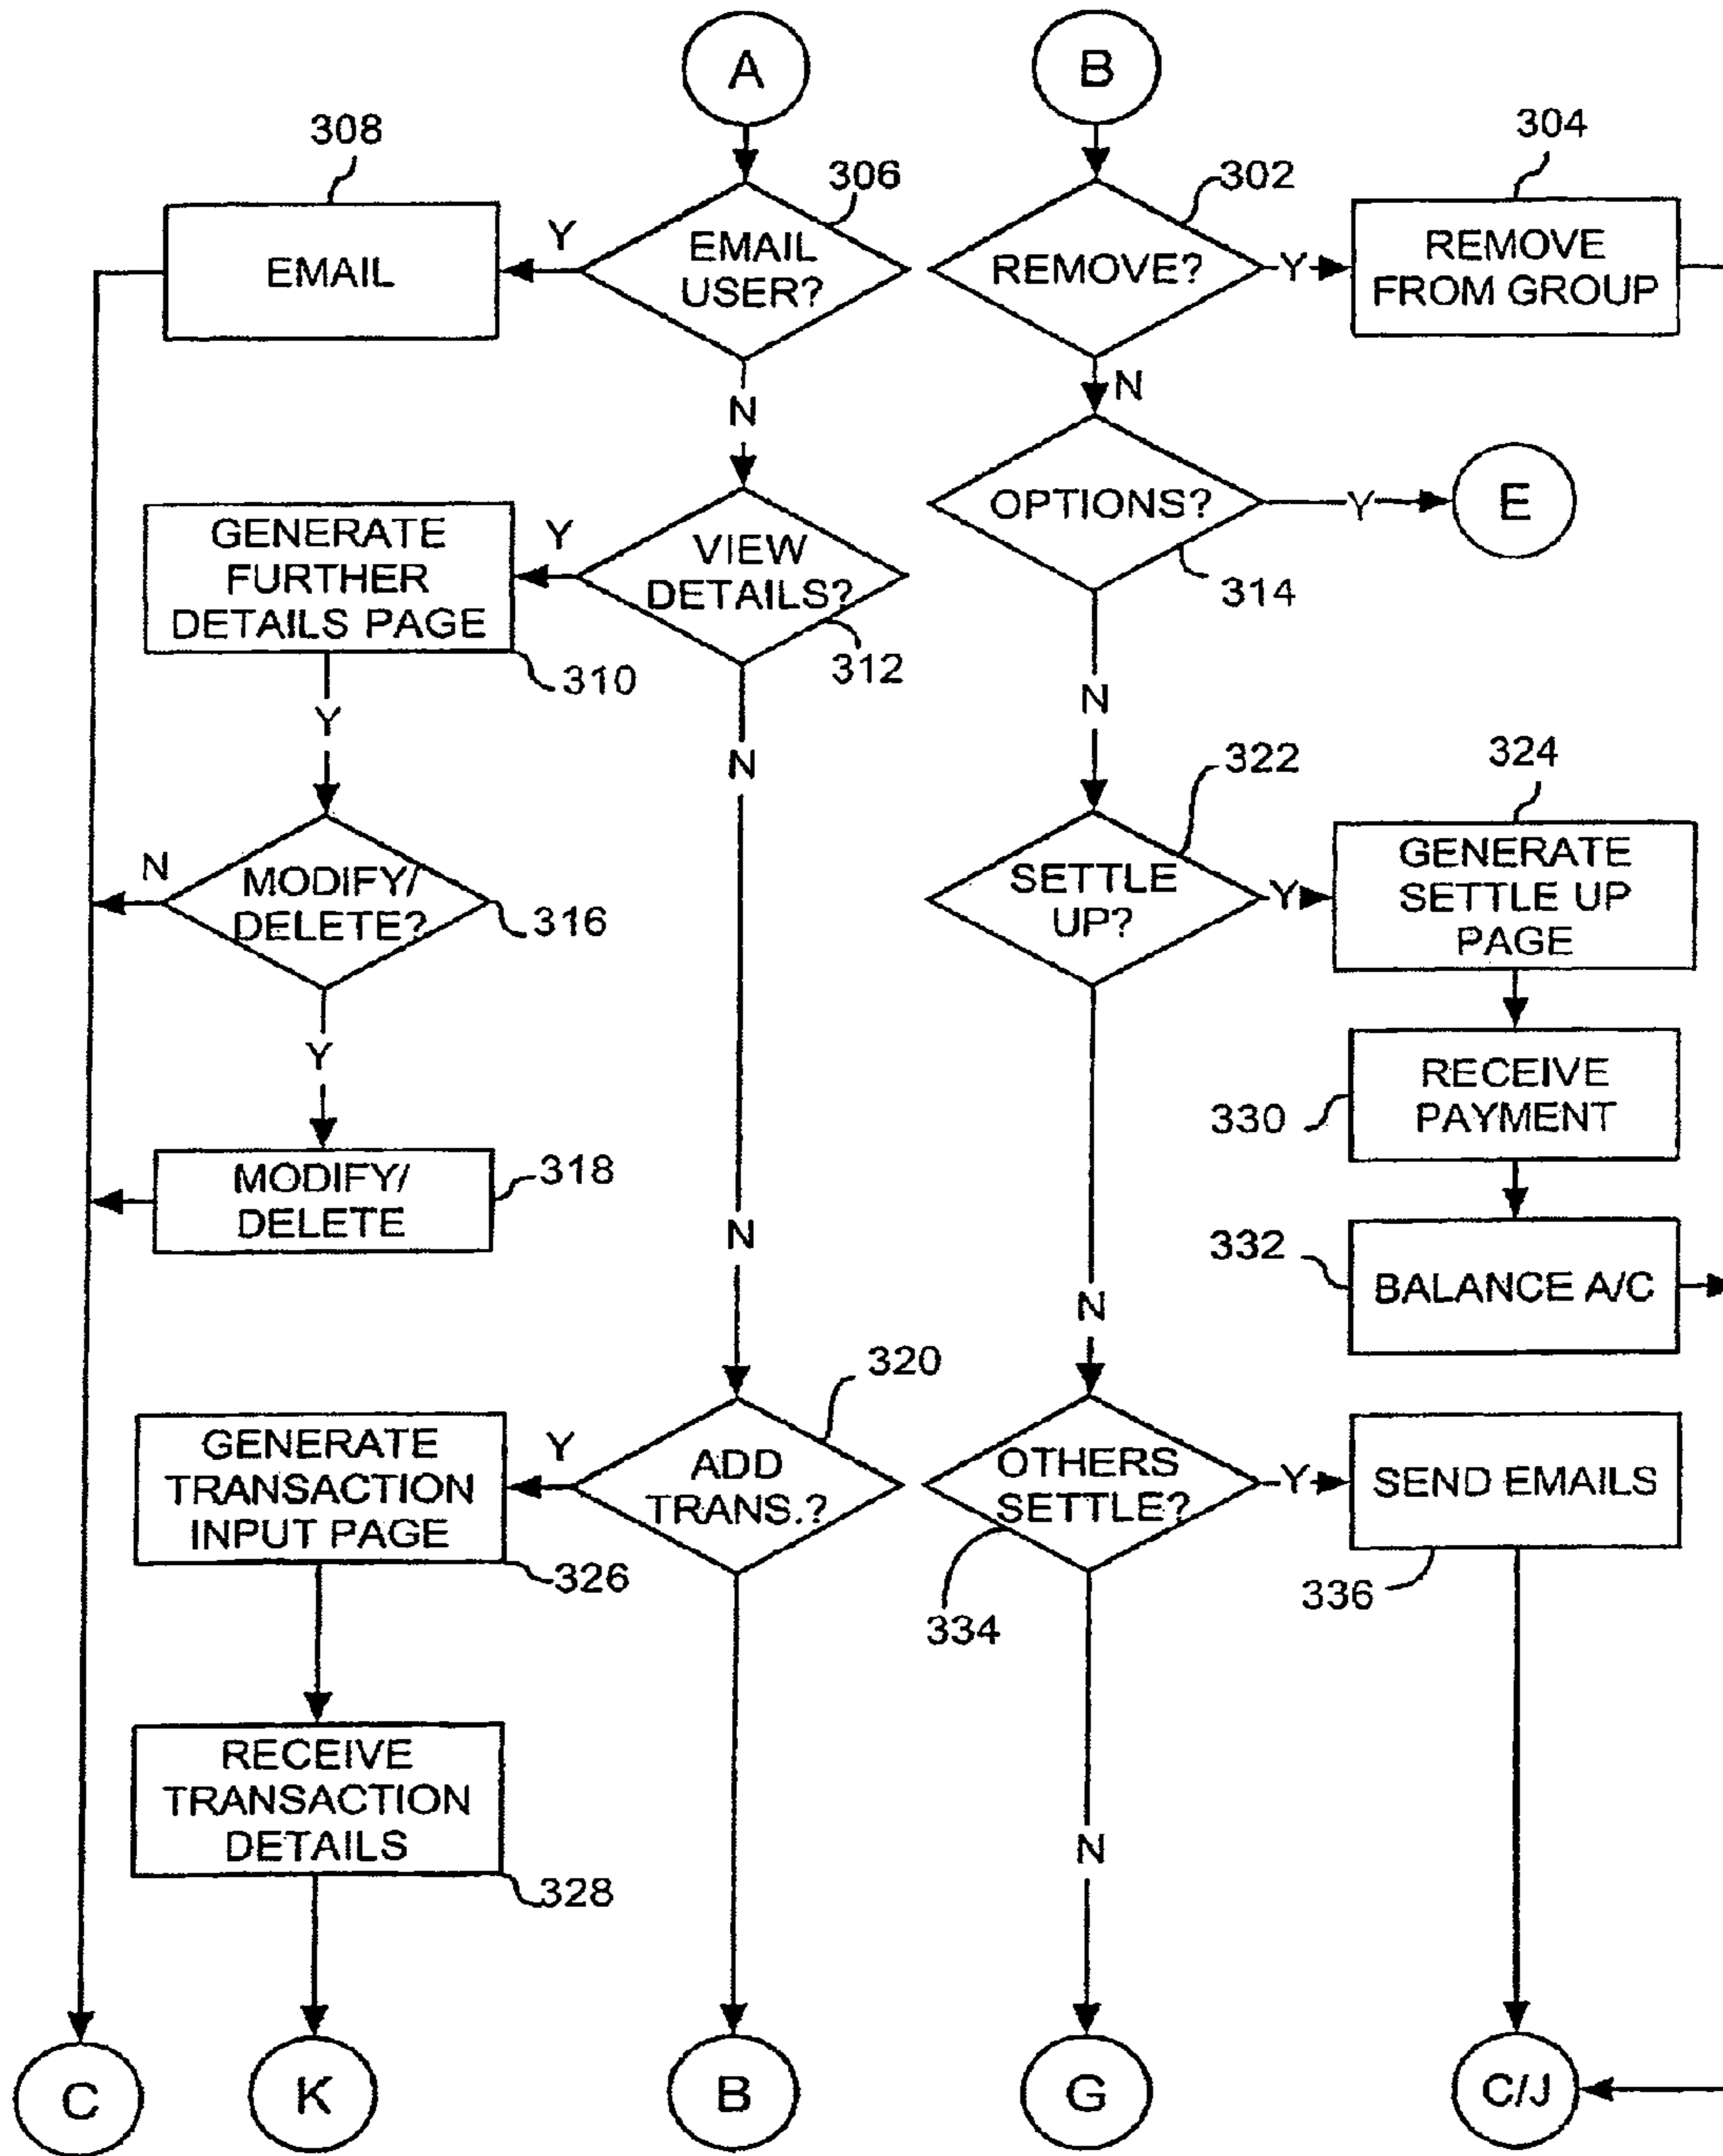 A
B
308
306
302
304
EMAIL
Y
EMAIL
USER?
REMOVE?
Y
REMOVE
FROM GROUP
N
N
GENERATE
FURTHER
DETAILS PAGE
Y
VIEW
DETAILS?
OPTIONS?
Y
E
310
312
314
Y
N
N
322
324
N
MODIFY/
DELETE?
316
SETTLE
UP?
Y
GENERATE
SETTLE UP
PAGE
Y
330
RECEIVE
PAYMENT
MODIFY/
DELETE
318
N
332
BALANCE A/C
N
320
GENERATE
TRANSACTION
INPUT PAGE
Y
ADD
TRANS.?
OTHERS
SETTLE?
Y
SEND EMAILS
326
334
336
RECEIVE
TRANSACTION
DETAILS
328
N
C
K
B
G
C/J